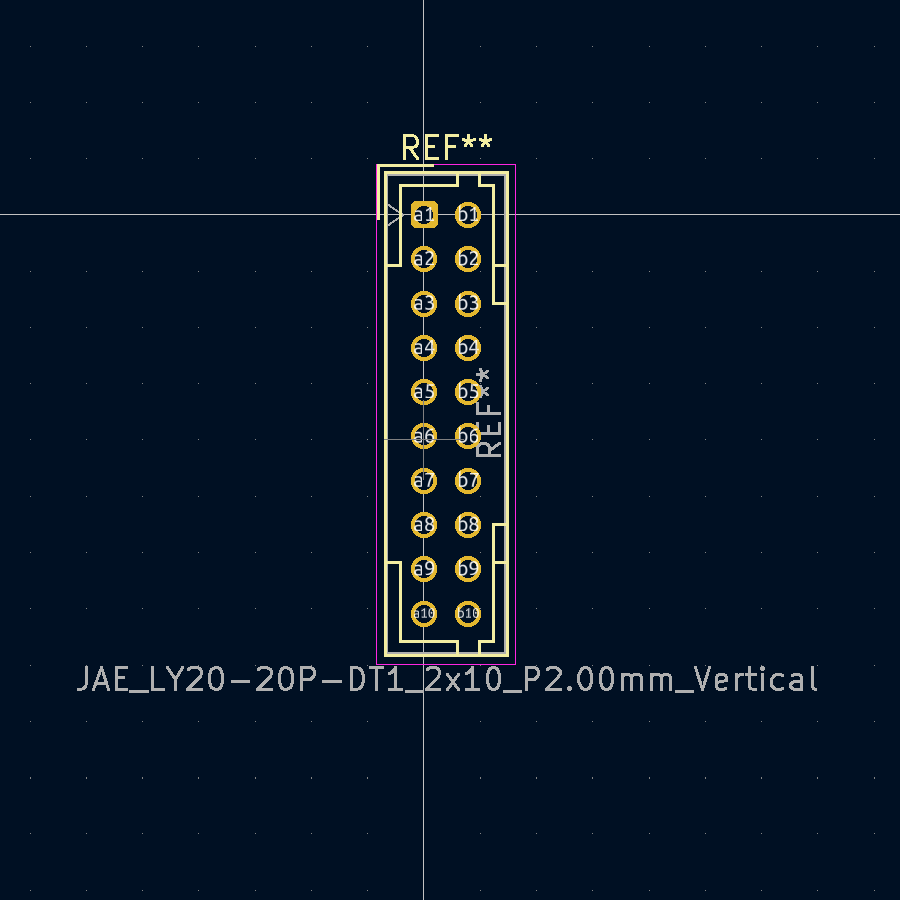 REF**
a1 b1
a2 b2
a3 b3
a4 b4
a5 b5
a6 b6
REF**
a7 b7
a8 b8
a9 b9
a10 b10
JAE_LY20-20P-DT1_2x10_P2.00mm_Vertical